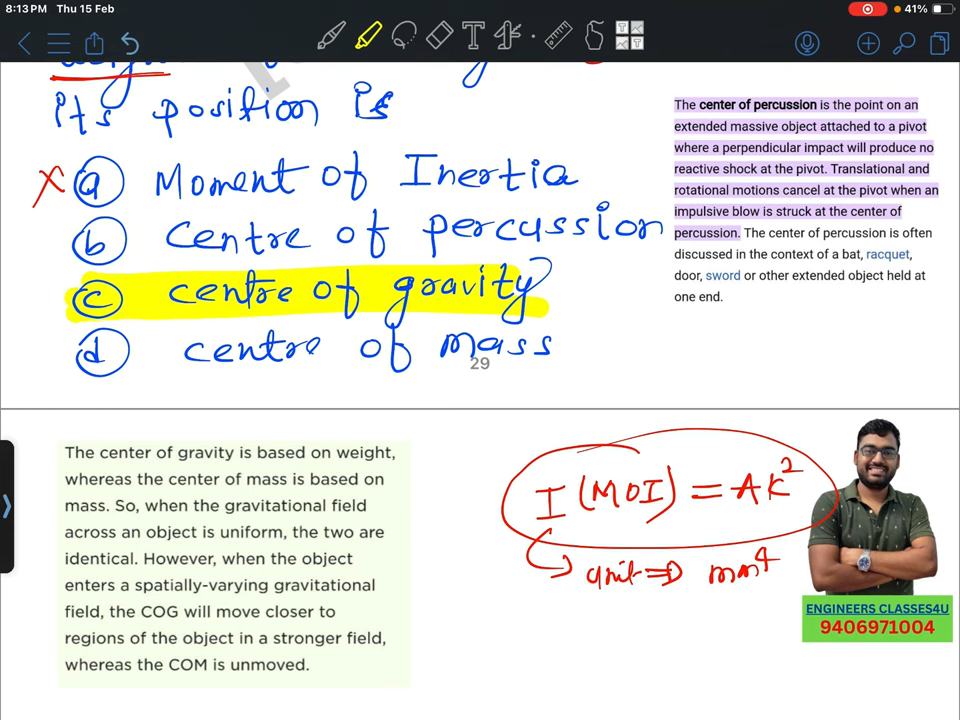 8:13 PM Thu 15 Feb
41%
its position is
(a) Moment of Inertia
(b) Centre of percussion
(c) centre of gravity
(d) centre of mass
29
The center of percussion is the point on an
extended massive object attached to a pivot
where a perpendicular impact will produce no
reactive shock at the pivot. Translational and
rotational motions cancel at the pivot when an
impulsive blow is struck at the center of
percussion. The center of percussion is often
discussed in the context of a bat, racquet,
door, sword or other extended object held at
one end.
The center of gravity is based on weight,
whereas the center of mass is based on
mass. So, when the gravitational field
across an object is uniform, the two are
identical. However, when the object
enters a spatially-varying gravitational
field, the COG will move closer to
regions of the object in a stronger field,
whereas the COM is unmoved.
I (MOI) = AK²
unit ⇒ mm⁴
ENGINEERS CLASSES4U
9406971004